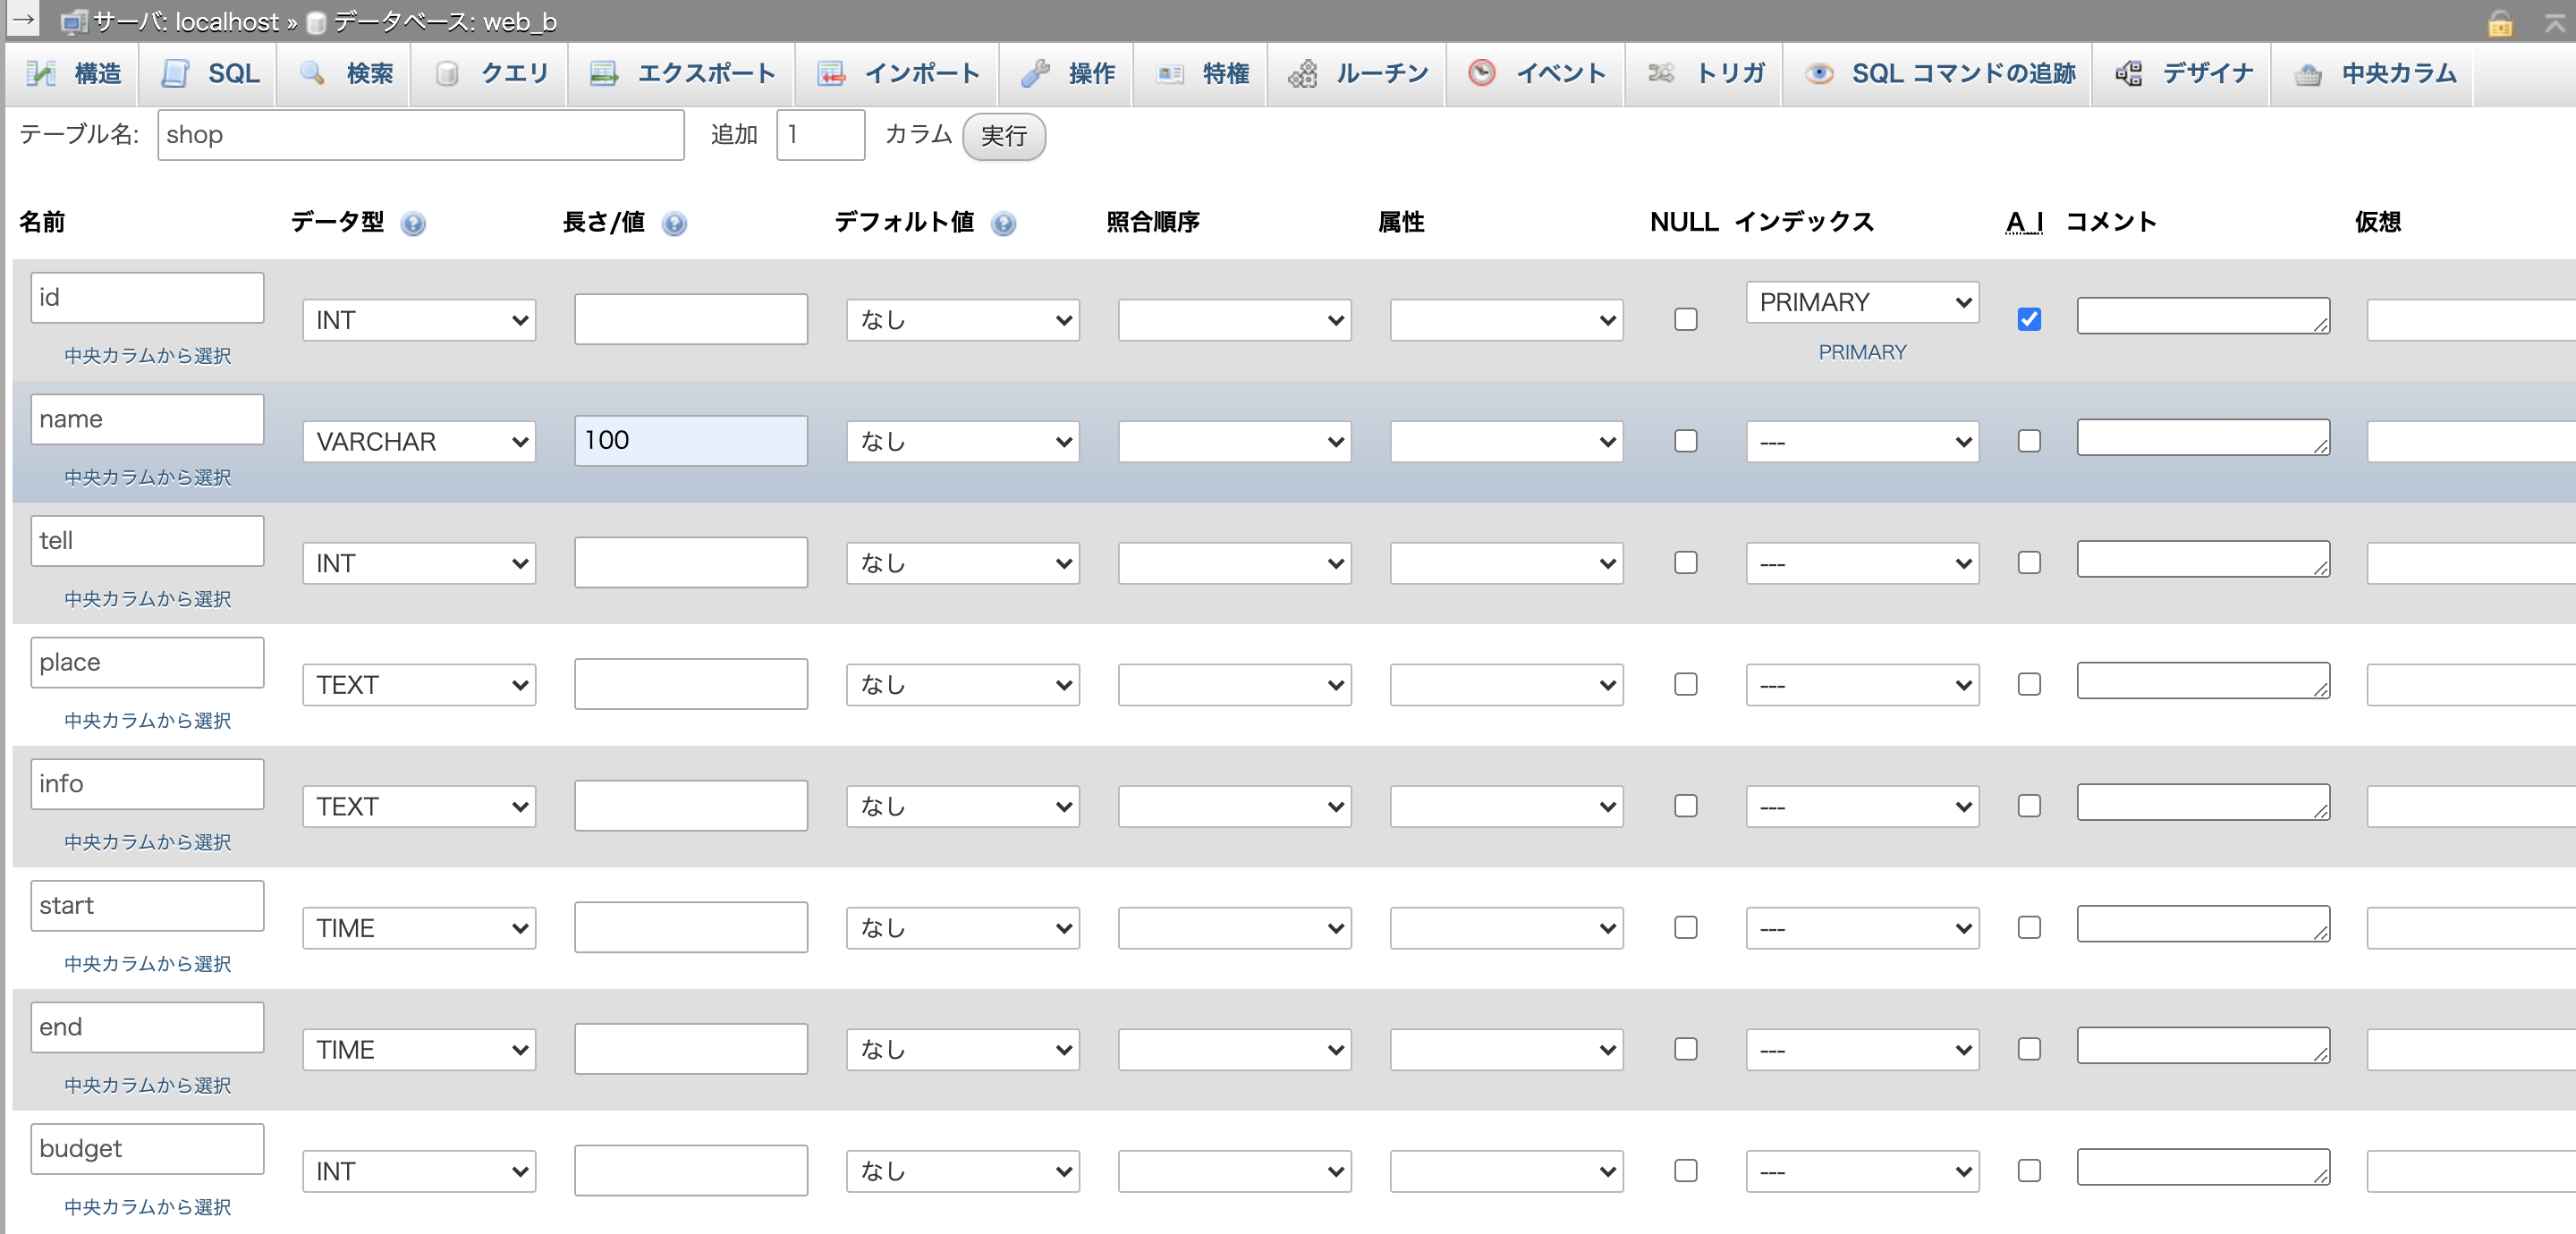 → サーバ: localhost » データベース: web_b
構造 SQL 検索 クエリ エクスポート インポート 操作 特権 ルーチン イベント トリガ SQL コマンドの追跡 デザイナ 中央カラム
テーブル名: shop 追加 1 カラム 実行
名前 データ型 長さ/値 デフォルト値 照合順序 属性 NULL インデックス A_I コメント 仮想
id INT なし PRIMARY
中央カラムから選択 PRIMARY
name VARCHAR 100 なし ---
中央カラムから選択
tell INT なし ---
中央カラムから選択
place TEXT なし ---
中央カラムから選択
info TEXT なし ---
中央カラムから選択
start TIME なし ---
中央カラムから選択
end TIME なし ---
中央カラムから選択
budget INT なし ---
中央カラムから選択